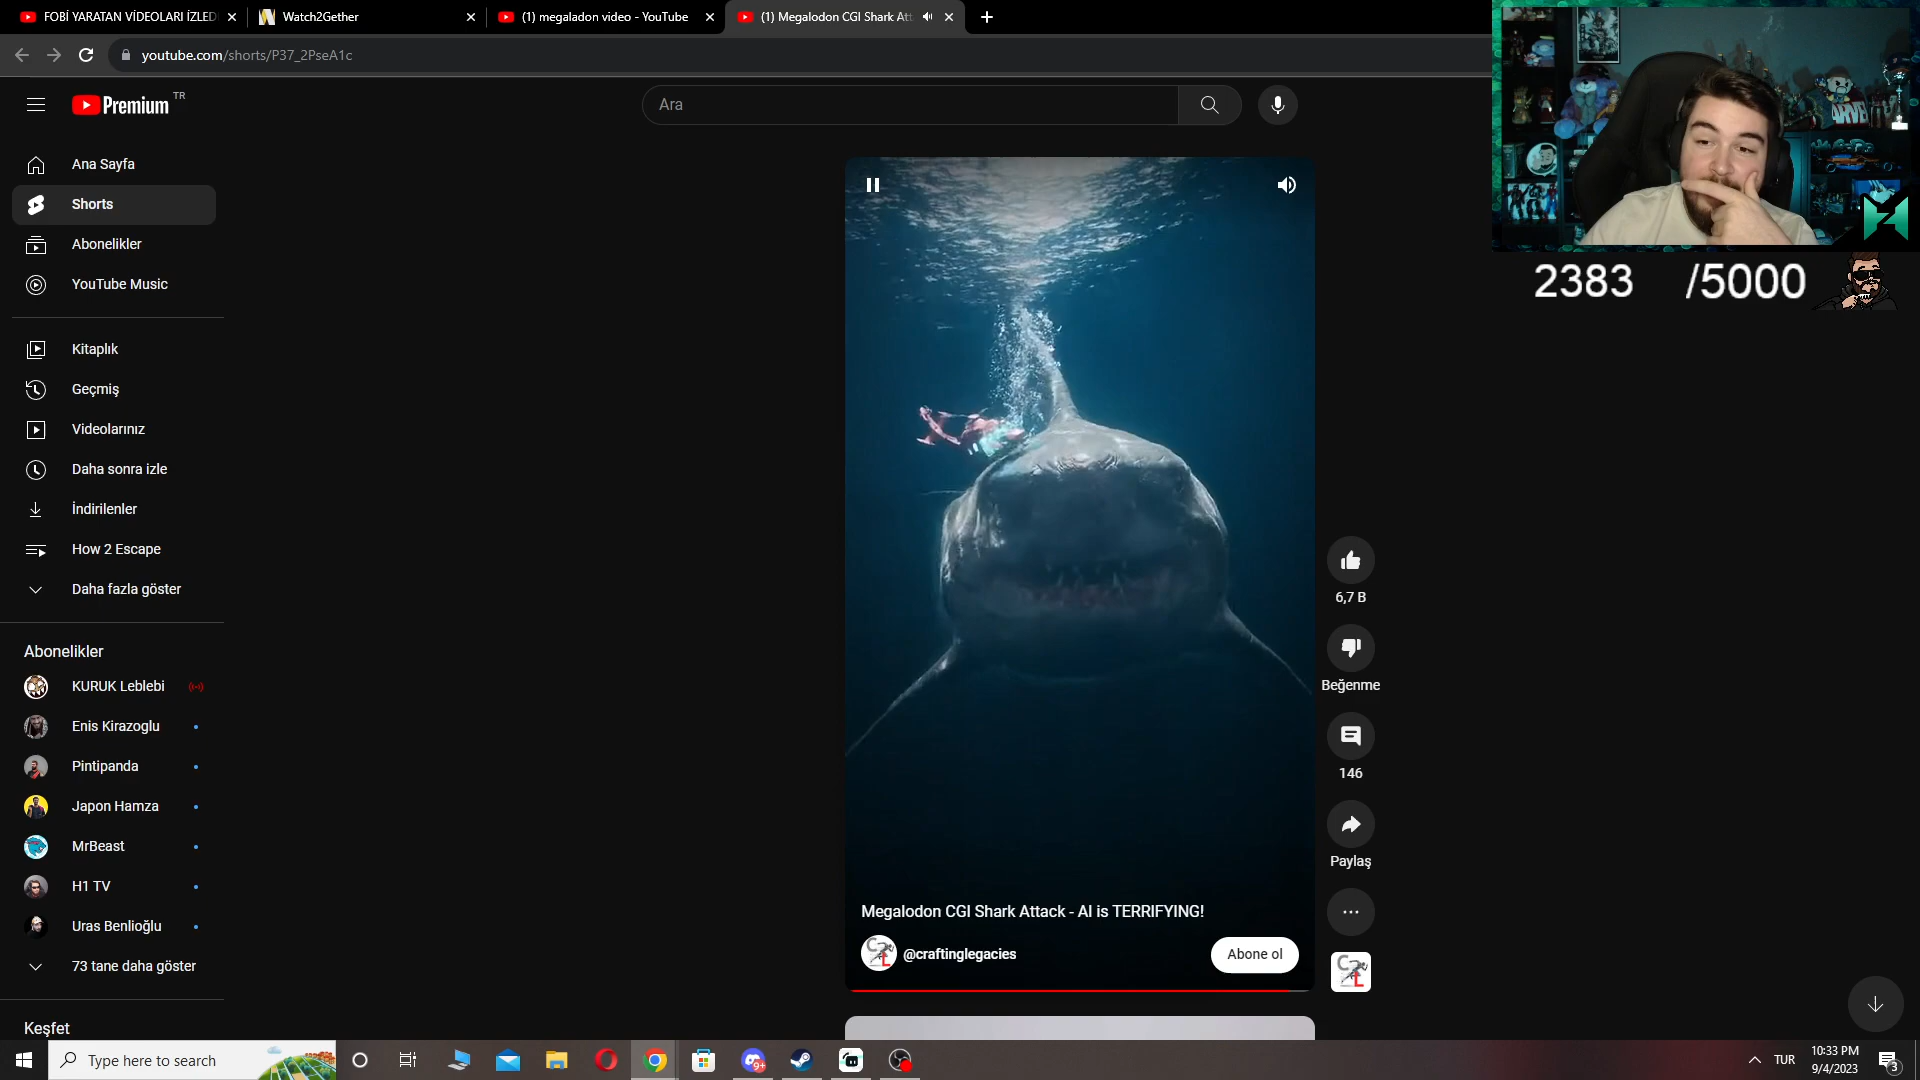 FOBİ YARATAN VİDEOLARI İZLED
Watch2Gether
(1) megaladon video - YouTube
(1) Megalodon CGI Shark Att
youtube.com/shorts/P37_2PseA1c
Premium TR
Ara
Ana Sayfa
Shorts
Abonelikler
YouTube Music
Kitaplık
Geçmiş
Videolarınız
Daha sonra izle
İndirilenler
How 2 Escape
Daha fazla göster
Abonelikler
KURUK Leblebi
Enis Kirazoglu
Pintipanda
Japon Hamza
MrBeast
H1 TV
Uras Benlioğlu
73 tane daha göster
Keşfet
2383 /5000
6,7 B
Beğenme
146
Paylaş
Megalodon CGI Shark Attack - AI is TERRIFYING!
@craftinglegacies
Abone ol
Type here to search
9+
TUR
10:33 PM
9/4/2023
3